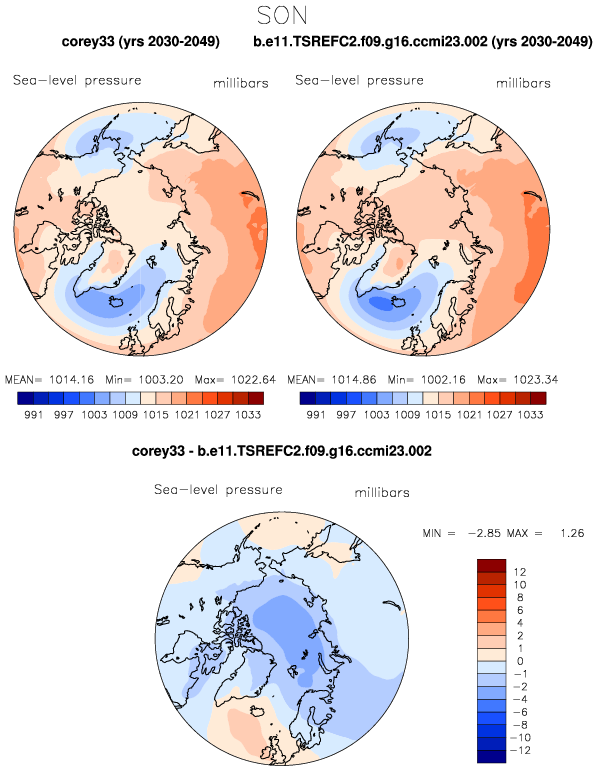 SON
corey33 (yrs 2030-2049) b.e11.TSREFC2.f09.g16.ccmi23.002 (yrs 2030-2049)
Sea-level pressure millibars Sea-level pressure millibars
MEAN= 1014.16 Min= 1003.20 Max= 1022.64 MEAN= 1014.86 Min= 1002.16 Max= 1023.34
991 997 1003 1009 1015 1021 1027 1033 991 997 1003 1009 1015 1021 1027 1033
corey33 - b.e11.TSREFC2.f09.g16.ccmi23.002
Sea-level pressure millibars
MIN = -2.85 MAX = 1.26
12
10
8
6
4
2
1
0
-1
-2
-4
-6
-8
-10
-12